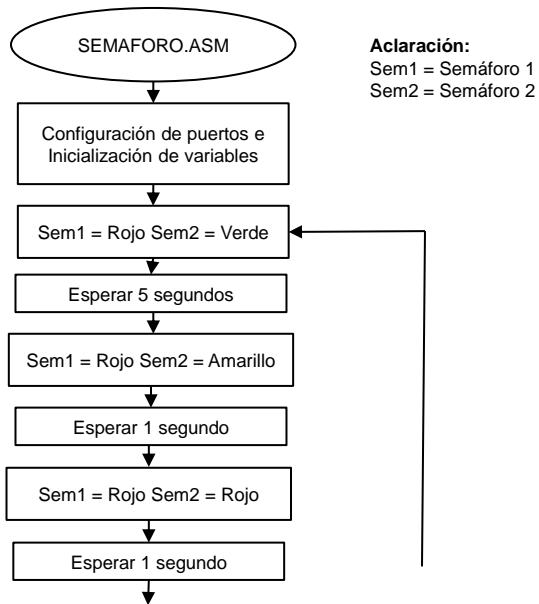 SEMAFORO.ASM
Aclaración:
Sem1 = Semáforo 1
Sem2 = Semáforo 2
Configuración de puertos e
Inicialización de variables
Sem1 = Rojo Sem2 = Verde
Esperar 5 segundos
Sem1 = Rojo Sem2 = Amarillo
Esperar 1 segundo
Sem1 = Rojo Sem2 = Rojo
Esperar 1 segundo